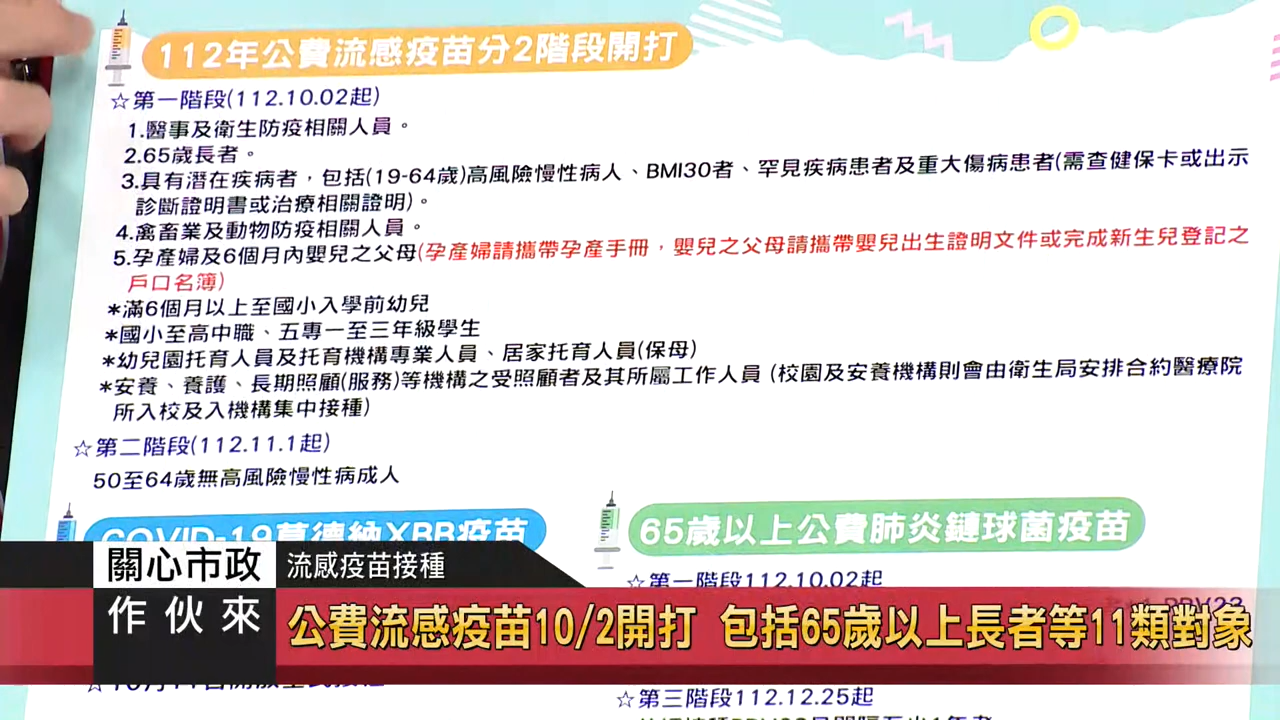 112年公費流感疫苗分2階段開打
☆第一階段(112.10.02起)
1.醫事及衛生防疫相關人員。
2.65歲長者。
3.具有潛在疾病者，包括(19-64歲)高風險慢性病人、BMI30者、罕見疾病患者及重大傷病患者(需查健保卡或出示
診斷證明書或治療相關證明)。
4.禽畜業及動物防疫相關人員。
5.孕產婦及6個月內嬰兒之父母(孕產婦請攜帶孕產手冊，嬰兒之父母請攜帶嬰兒出生證明文件或完成新生兒登記之
戶口名簿)
*滿6個月以上至國小入學前幼兒
*國小至高中職、五專一至三年級學生
*幼兒園托育人員及托育機構專業人員、居家托育人員(保母)
*安養、養護、長期照顧(服務)等機構之受照顧者及其所屬工作人員 (校園及安養機構則會由衛生局安排合約醫療院
所入校及入機構集中接種)
☆第二階段(112.11.1起)
50至64歲無高風險慢性病成人
COVID-19莫德納XBB疫苗
65歲以上公費肺炎鏈球菌疫苗
☆第一階段112.10.02起
關心市政
作伙來
流感疫苗接種
公費流感疫苗10/2開打 包括65歲以上長者等11類對象
☆第三階段112.12.25起